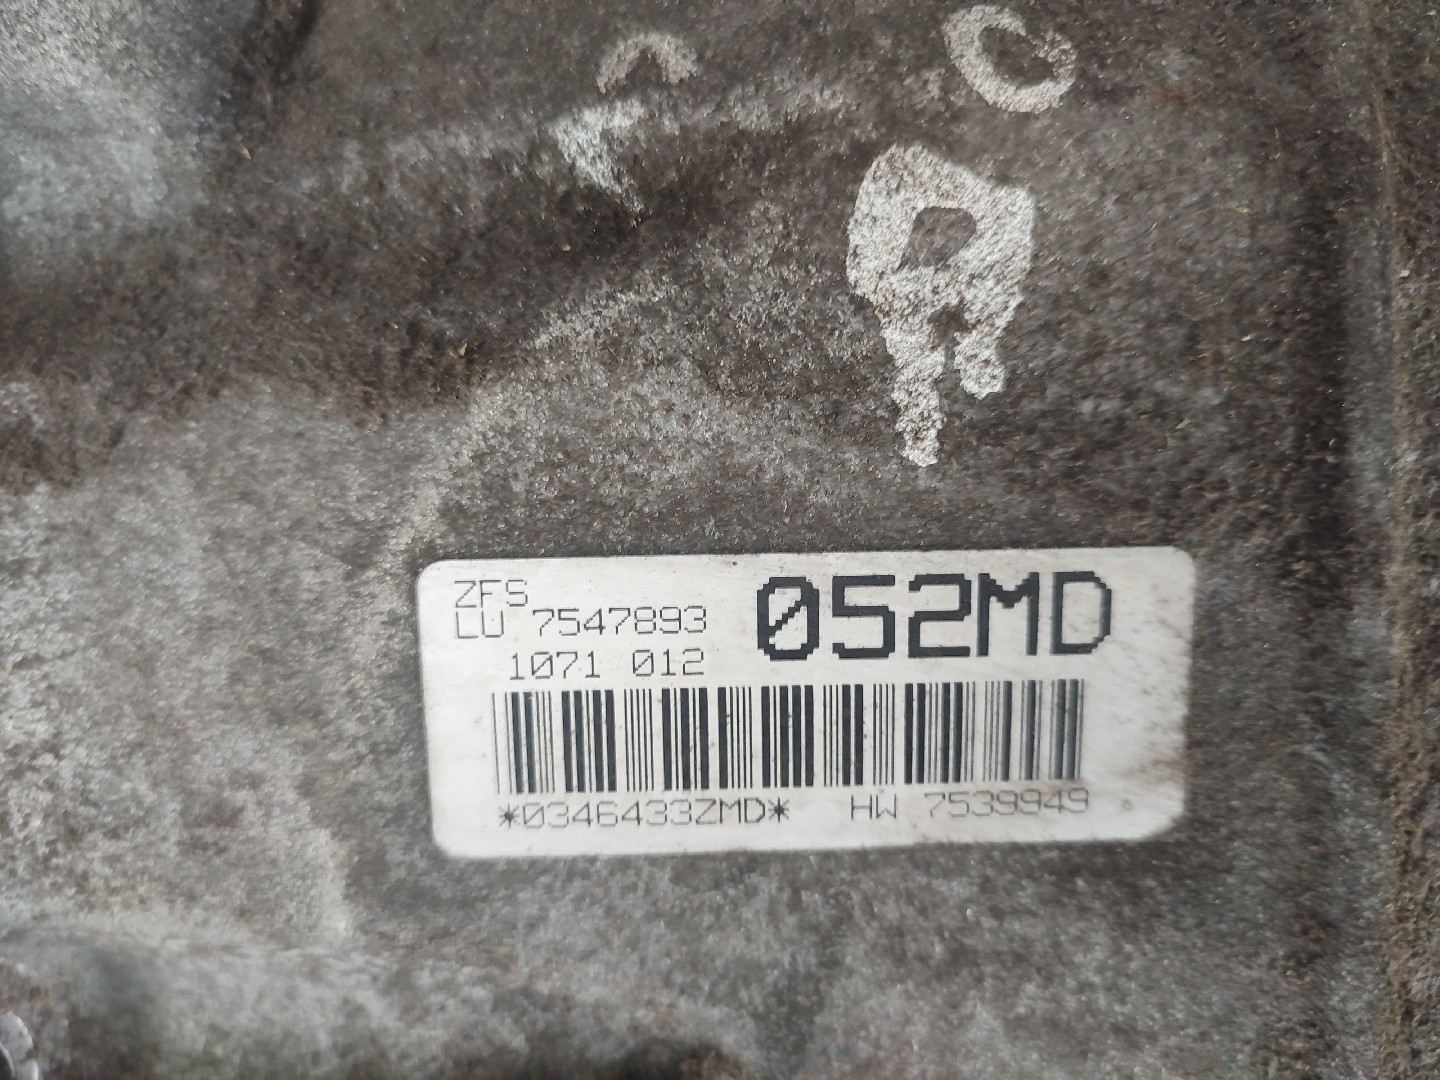 ZFS
LU 7547893
052MD
1071 012
*0346433ZMD* HW 7539949